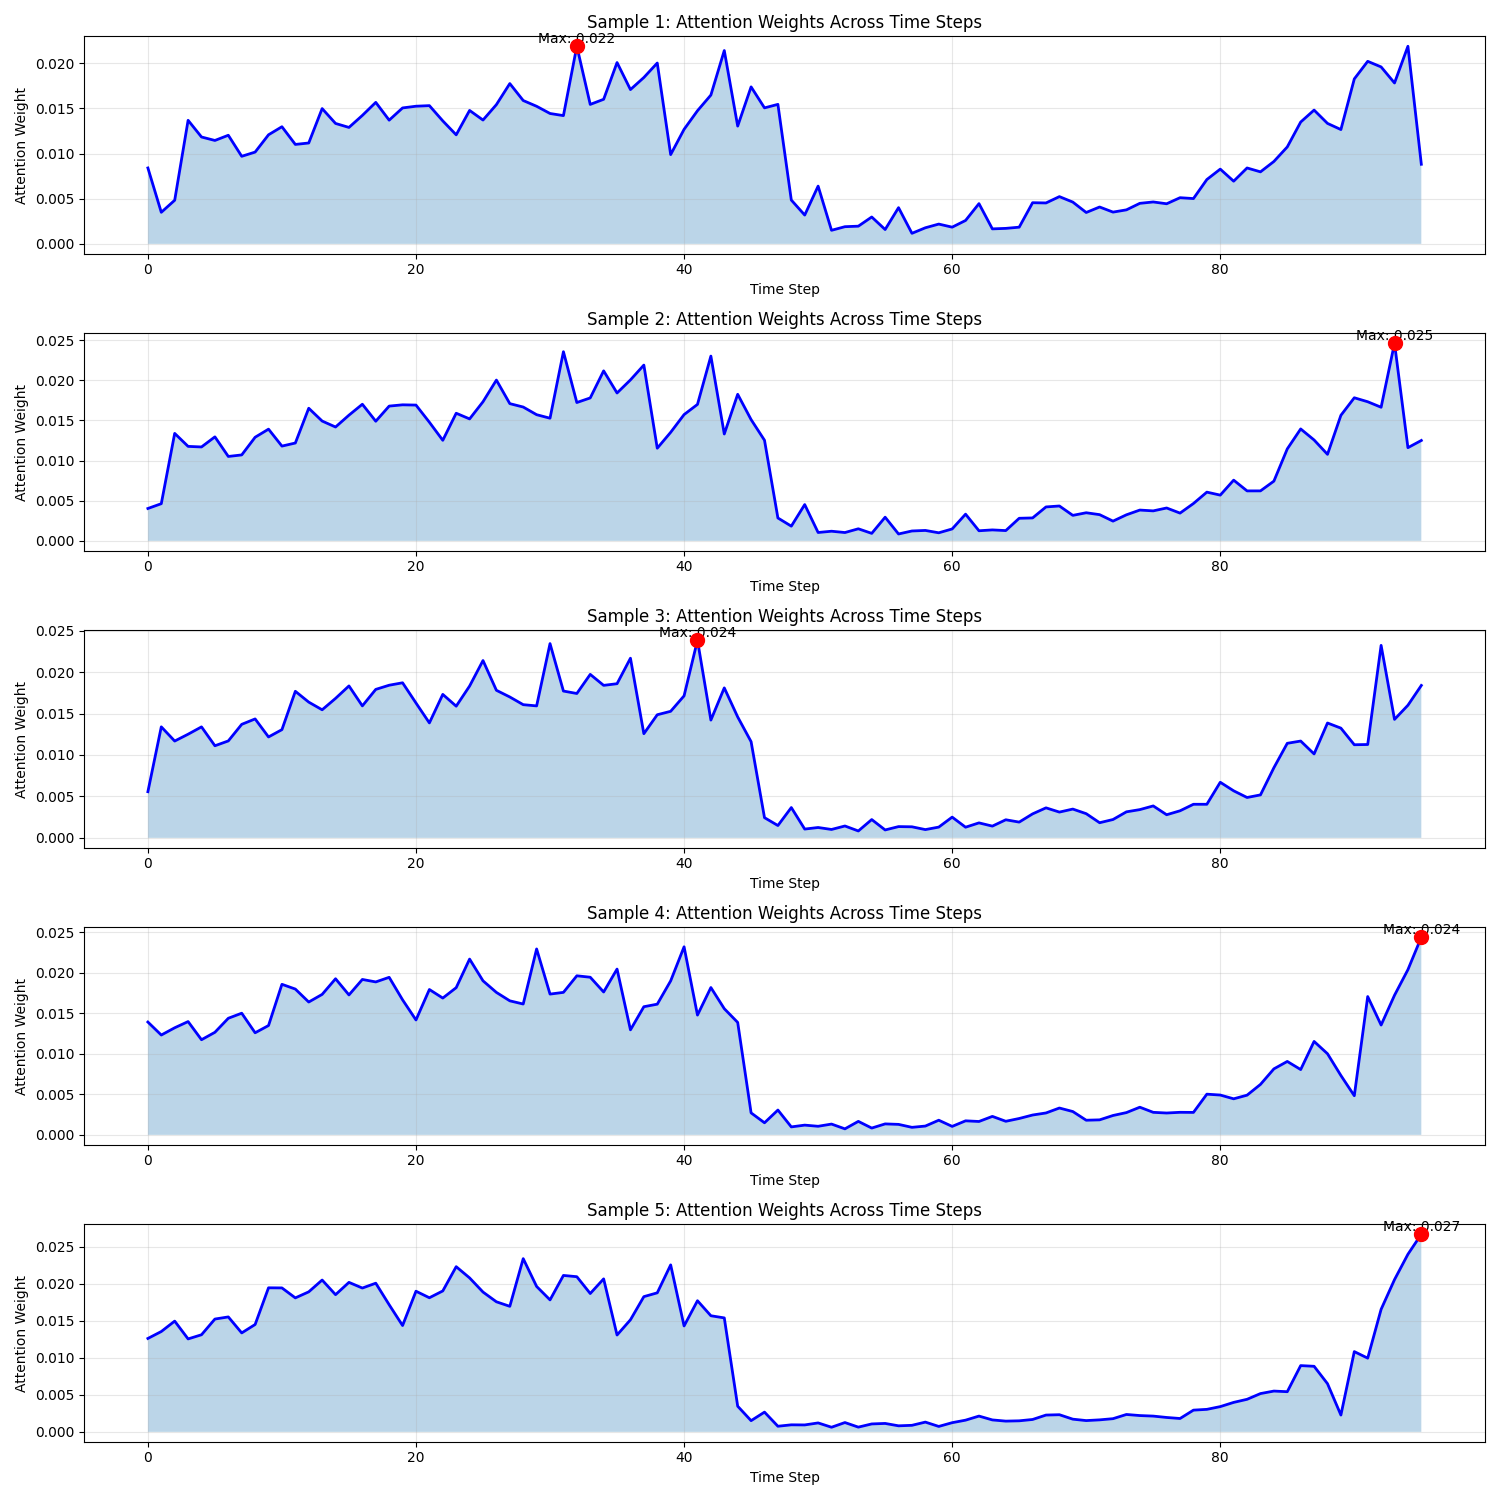 Sample 1: Attention Weights Across Time Steps
Max: 0.022
0.020
0.015
0.010
0.005
0.000
Attention Weight
0 20 40 60 80
Time Step
Sample 2: Attention Weights Across Time Steps
Max: 0.025
0.025
0.020
0.015
0.010
0.005
0.000
Attention Weight
0 20 40 60 80
Time Step
Sample 3: Attention Weights Across Time Steps
Max: 0.024
0.025
0.020
0.015
0.010
0.005
0.000
Attention Weight
0 20 40 60 80
Time Step
Sample 4: Attention Weights Across Time Steps
Max: 0.024
0.025
0.020
0.015
0.010
0.005
0.000
Attention Weight
0 20 40 60 80
Time Step
Sample 5: Attention Weights Across Time Steps
Max: 0.027
0.025
0.020
0.015
0.010
0.005
0.000
Attention Weight
0 20 40 60 80
Time Step